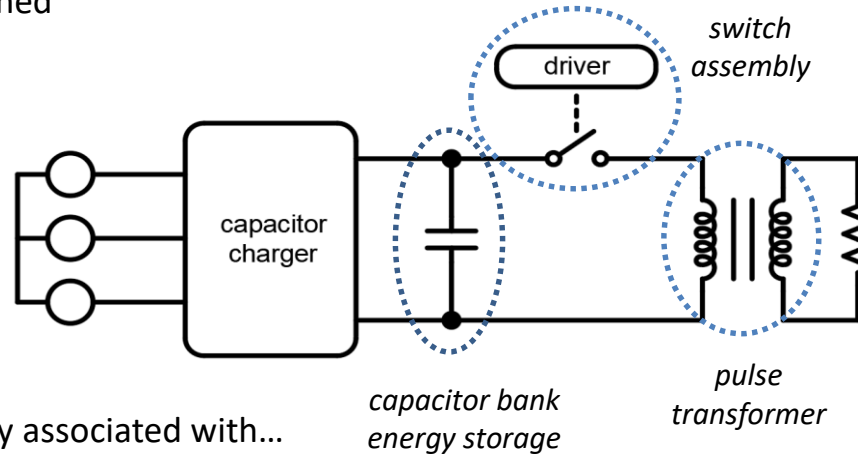 switch
assembly
driver
capacitor
charger
pulse
transformer
capacitor bank
energy storage
associated with...